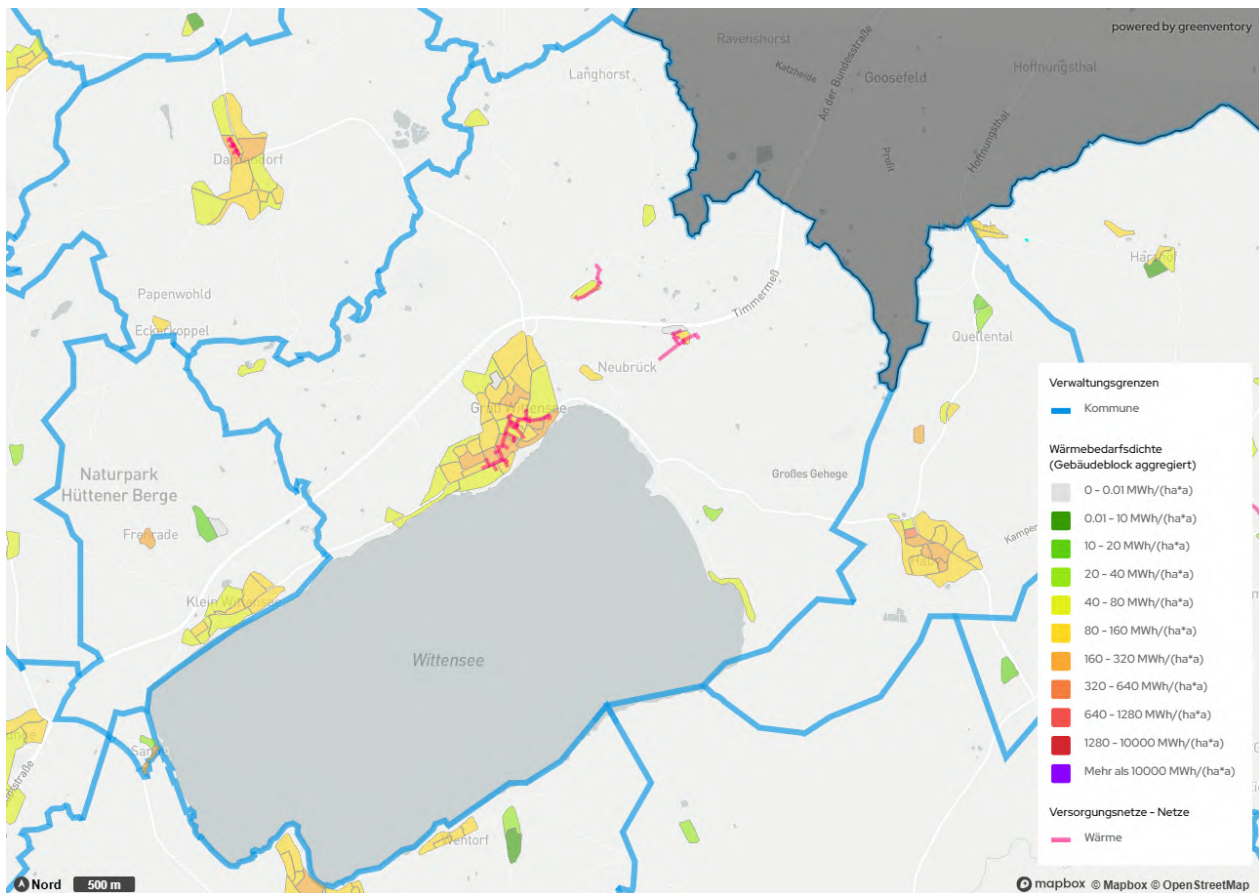 powered by greenventory
Ravenshorst
Katzheide
An der Bundesstraße
Goosefeld
Hoffnungsthal
Hoffnungsthal
Profit
Langhorst
Papenwohld
Eckerkoppel
Timmermeß
Neubrück
Quellental
Groß Wittensee
Großes Gehege
Naturpark
Hüttener Berge
Klein Wittensee
Wittensee
Verwaltungsgrenzen
Kommune
Wärmebedarfsdichte
(Gebäudeblock aggregiert)
0 - 0.01 MWh/(ha*a)
0.01 - 10 MWh/(ha*a)
10 - 20 MWh/(ha*a)
20 - 40 MWh/(ha*a)
40 - 80 MWh/(ha*a)
80 - 160 MWh/(ha*a)
160 - 320 MWh/(ha*a)
320 - 640 MWh/(ha*a)
640 - 1280 MWh/(ha*a)
1280 - 10000 MWh/(ha*a)
Mehr als 10000 MWh/(ha*a)
Versorgungsnetze - Netze
Wärme
Nord
500 m
mapbox © Mapbox © OpenStreetMap